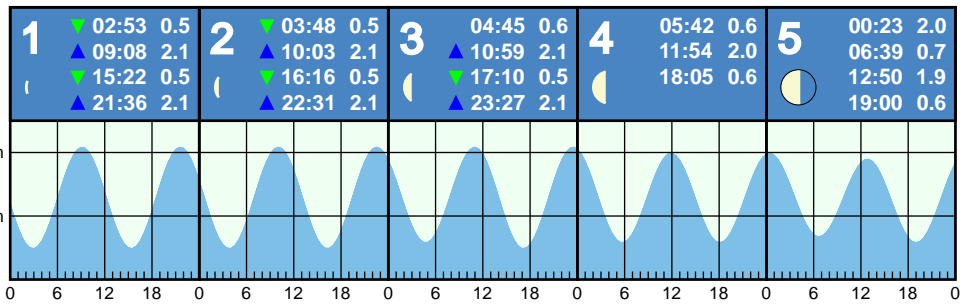 1 ▼ 02:53 0.5
▲ 09:08 2.1
▼ 15:22 0.5
▲ 21:36 2.1
2 ▼ 03:48 0.5
▲ 10:03 2.1
▼ 16:16 0.5
▲ 22:31 2.1
3 04:45 0.6
▲ 10:59 2.1
▼ 17:10 0.5
▲ 23:27 2.1
4 05:42 0.6
11:54 2.0
18:05 0.6
5 00:23 2.0
06:39 0.7
12:50 1.9
19:00 0.6
0 6 12 18 0 6 12 18 0 6 12 18 0 6 12 18 0 6 12 18 0